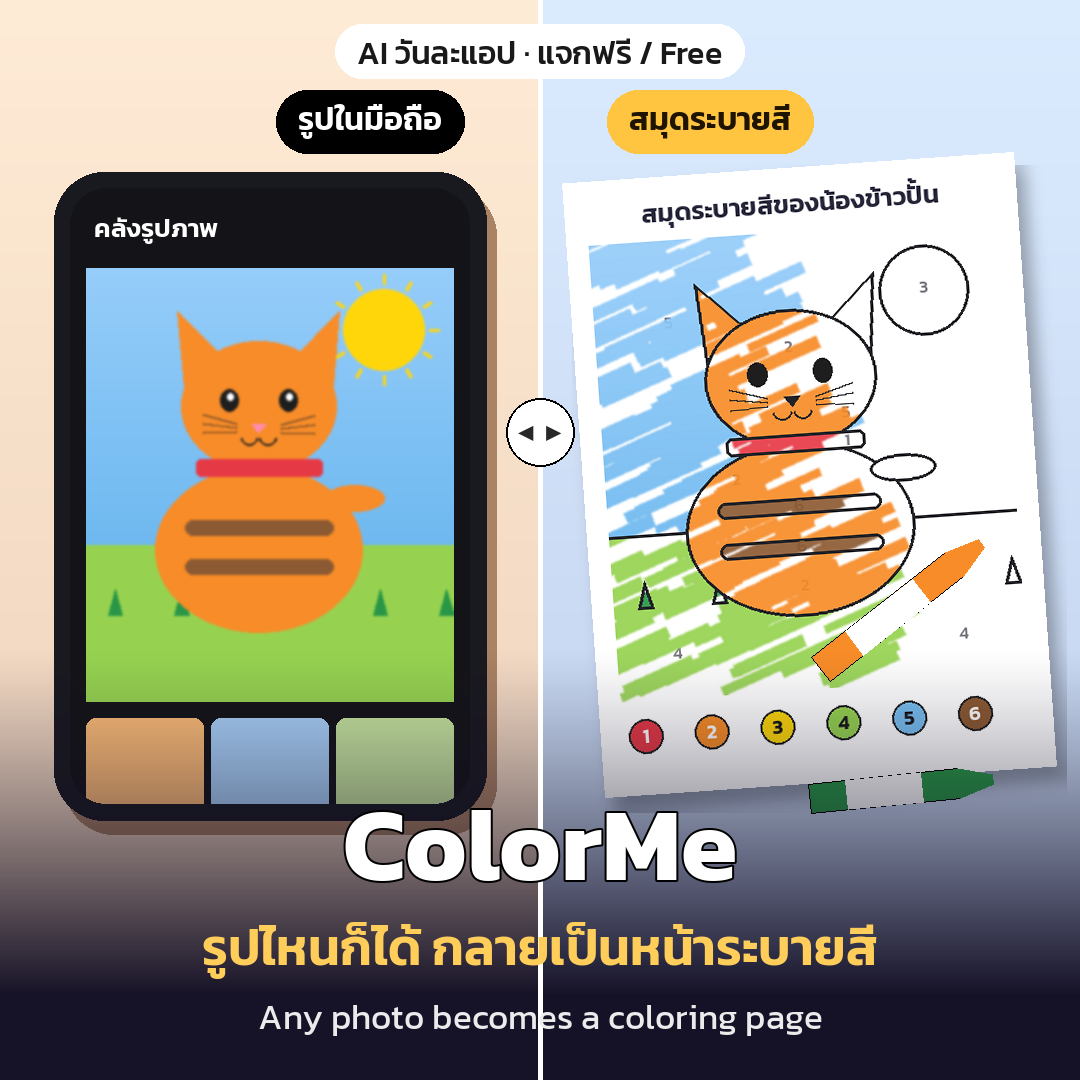 AI วันละแอป · แจกฟรี / Free
รูปในมือถือ
สมุดระบายสี
คลังรูปภาพ
สมุดระบายสีของน้องข้าวปั้น
3
5
2
5
1
2
6
6
2
4
4
1 2 3 4 5 6
ColorMe
รูปไหนก็ได้ กลายเป็นหน้าระบายสี
Any photo becomes a coloring page